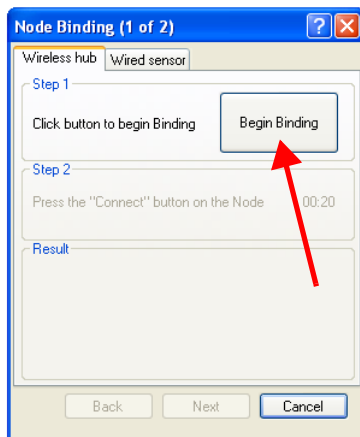 Node Binding (1 of 2)
Wireless hub Wired sensor
Step 1
Click button to begin Binding Begin Binding
Step 2
Press the "Connect" button on the Node 00:20
Result
Back Next Cancel